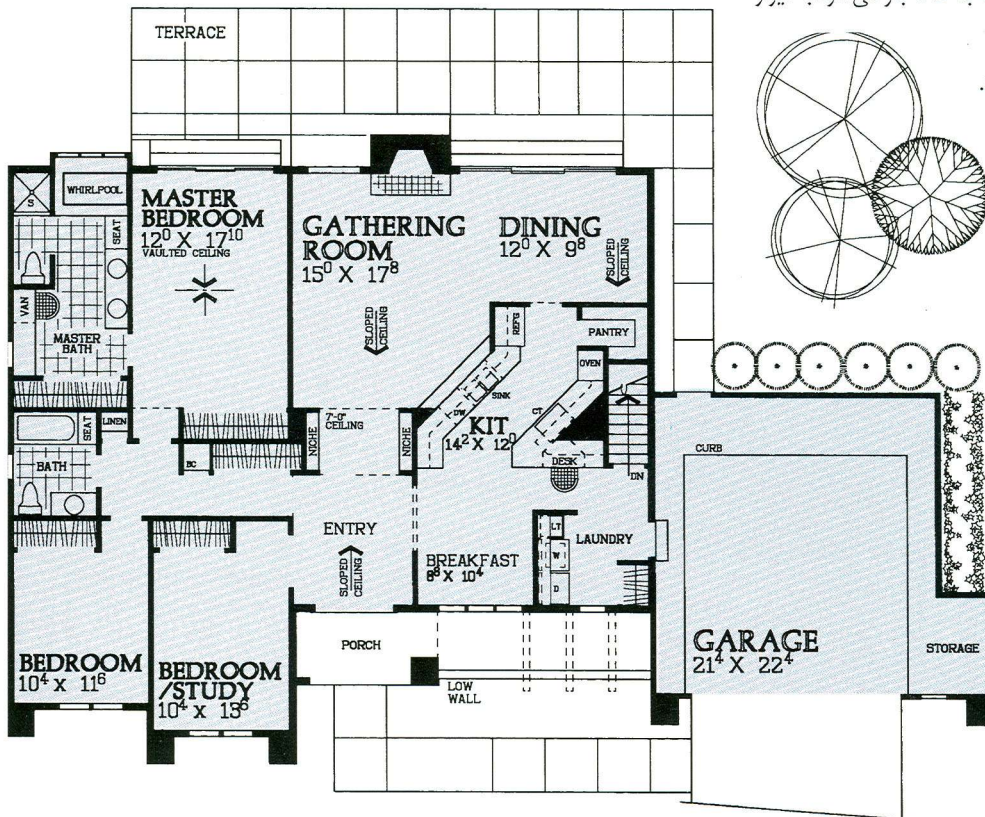 TERRACE
S
WHIRLPOOL
SEAT
VAN
MASTER
BATH
MASTER
BEDROOM
12⁰ X 17¹⁰
VAULTED CEILING
GATHERING
ROOM
15⁰ X 17⁸
SLOPED
CEILING
DINING
12⁰ X 9⁸
SLOPED
CEILING
REF'G
PANTRY
OVEN
SINK
DW
CT
KIT
14² X 12⁰
DESK
DN
7'-0"
CEILING
NICHE
NICHE
LINEN
SEAT
BATH
BC
ENTRY
SLOPED
CEILING
BREAKFAST
8⁸ X 10⁴
LT
W
D
LAUNDRY
CURB
BEDROOM
10⁴ X 11⁶
BEDROOM
/STUDY
10⁴ X 13⁶
PORCH
LOW
WALL
GARAGE
21⁴ X 22⁴
STORAGE